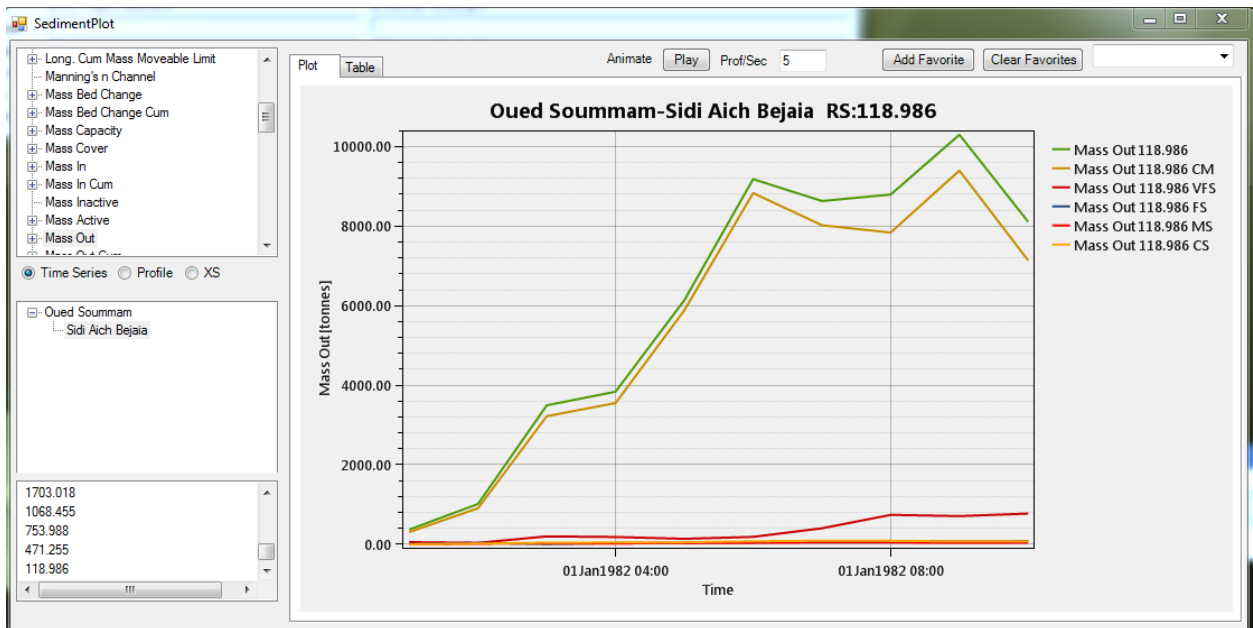 SedimentPlot
Long. Cum Mass Moveable Limit
Manning's n Channel
Mass Bed Change
Mass Bed Change Cum
Mass Capacity
Mass Cover
Mass In
Mass In Cum
Mass Inactive
Mass Active
Mass Out
Mass Out Cum
Time Series Profile XS
Oued Soummam
Sidi Aich Bejaia
1703.018
1068.455
753.988
471.255
118.986
Plot Table
Animate Play Prof/Sec 5 Add Favorite Clear Favorites
Oued Soummam-Sidi Aich Bejaia RS:118.986
10000.00
8000.00
6000.00
4000.00
2000.00
0.00
Mass Out [tonnes]
01Jan1982 04:00 01Jan1982 08:00
Time
Mass Out 118.986
Mass Out 118.986 CM
Mass Out 118.986 VFS
Mass Out 118.986 FS
Mass Out 118.986 MS
Mass Out 118.986 CS